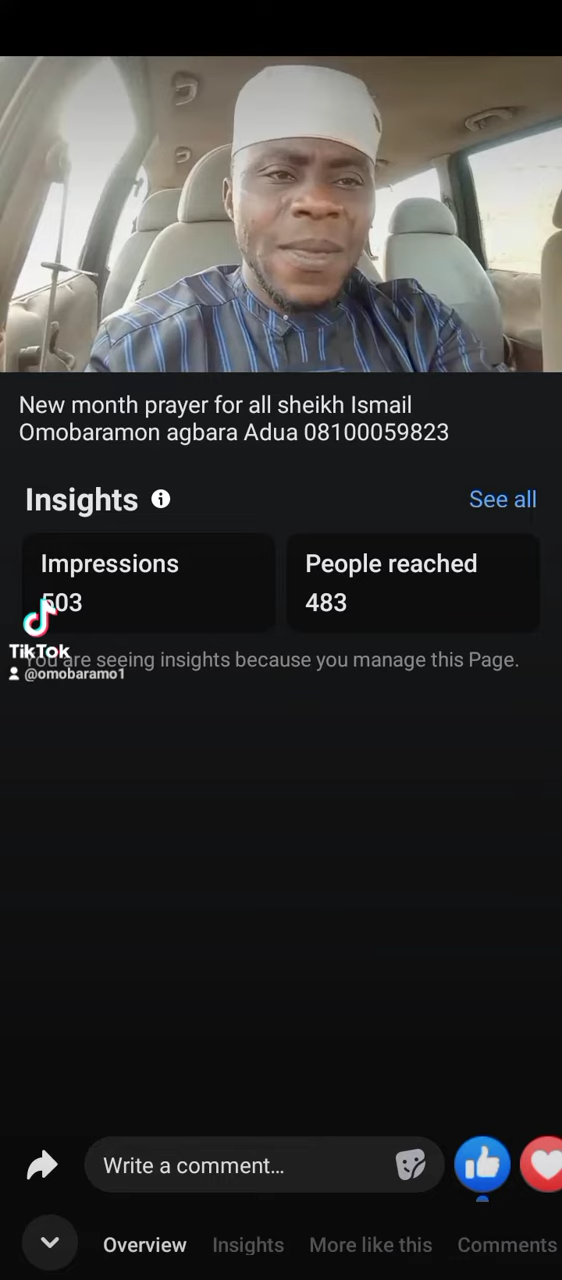 New month prayer for all sheikh Ismail
Omobaramon agbara Adua 08100059823
Insights
See all
Impressions
People reached
503
483
TikTok
You are seeing insights because you manage this Page.
@omobaramo1
Write a comment...
Overview
Insights
More like this
Comments